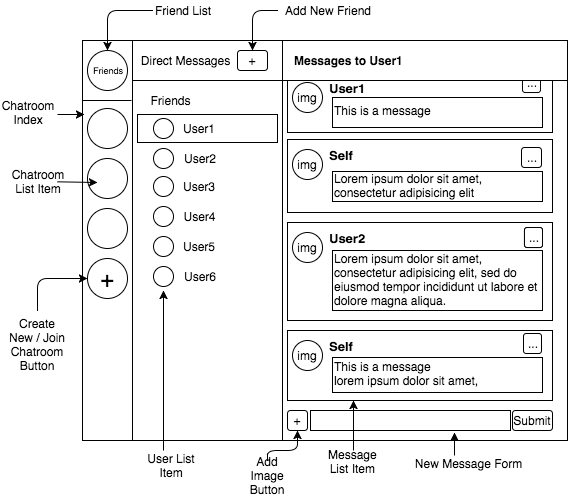 Friend List
Add New Friend
Friends
Direct Messages
+
Messages to User1
Chatroom
Index
Friends
User1
User2
User3
User4
User5
User6
Chatroom
List Item
+
Create
New / Join
Chatroom
Button
img
User1
...
This is a message
img
Self
...
Lorem ipsum dolor sit amet,
consectetur adipisicing elit
img
User2
...
Lorem ipsum dolor sit amet,
consectetur adipisicing elit, sed do
eiusmod tempor incididunt ut labore et
dolore magna aliqua.
img
Self
...
This is a message
lorem ipsum dolor sit amet,
+
Submit
User List
Item
Add
Image
Button
Message
List Item
New Message Form